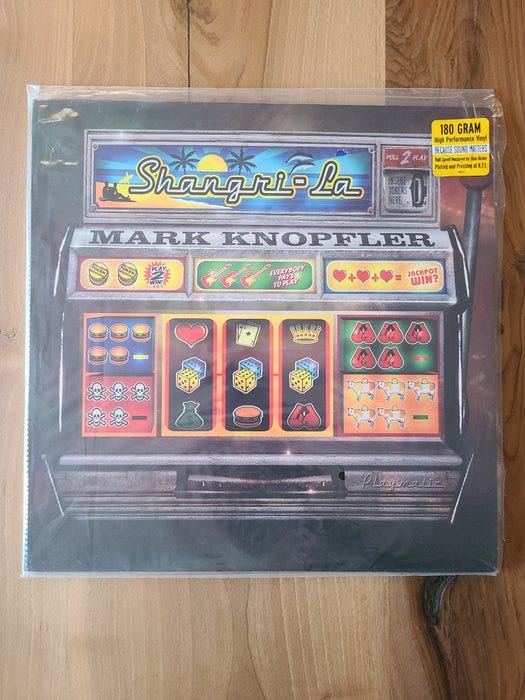 180 GRAM
High Performance Vinyl
BECAUSE SOUND MATTERS
Half Speed Mastered by Stan Ricker
Plating and Pressing at R.T.I.
PULL 2 PLAY
Shangri-La
INSERT
TOKENS
HERE
MARK KNOPFLER
PLAY
2
WIN!
EVERYBODY
PAYS
TO PLAY
JACKPOT
WIN?
Playmatic